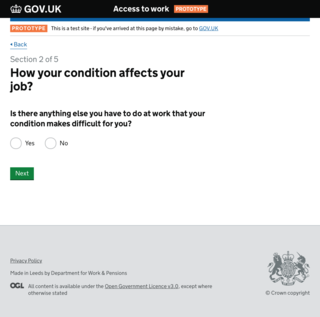 GOV.UK Access to work PROTOTYPE
PROTOTYPE This is a test site - if you've arrived at this page by mistake, go to GOV.UK
Back
Section 2 of 5
How your condition affects your
job?
Is there anything else you have to do at work that your
condition makes difficult for you?
Yes No
Next
Privacy Policy
Made in Leeds by Department for Work & Pensions
OGL All content is available under the Open Government Licence v3.0, except where
otherwise stated
© Crown copyright